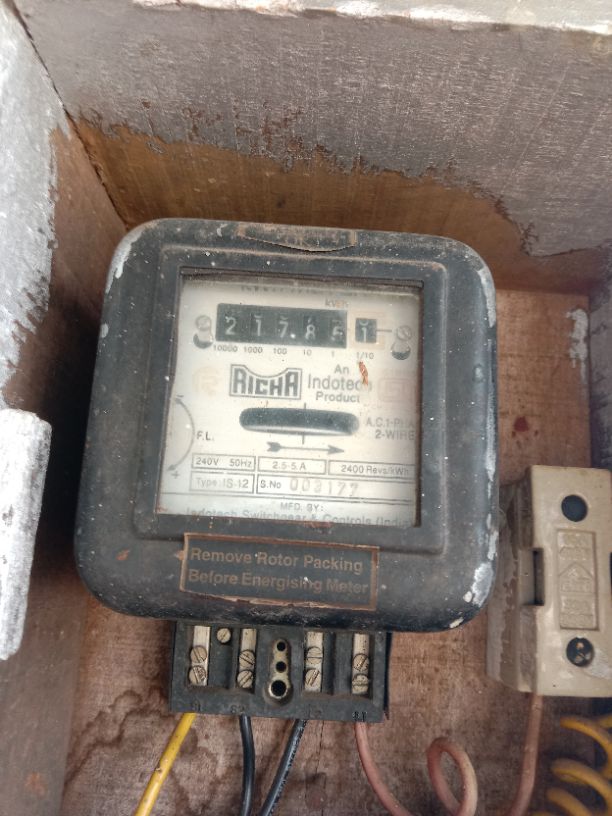 kWh
2 1 7 8 6 1
10000 1000 100 10 1 1/10
RICHA
An
Indotech
Product
A.C.1-PHA
2-WIRE
F.L.
240V 50Hz 2.5-5 A 2400 Revs/kWh
Type: IS-12 S.No 003177
MFD. BY:
Indotech Switchgear & Controls (India
Remove Rotor Packing
Before Energising Meter